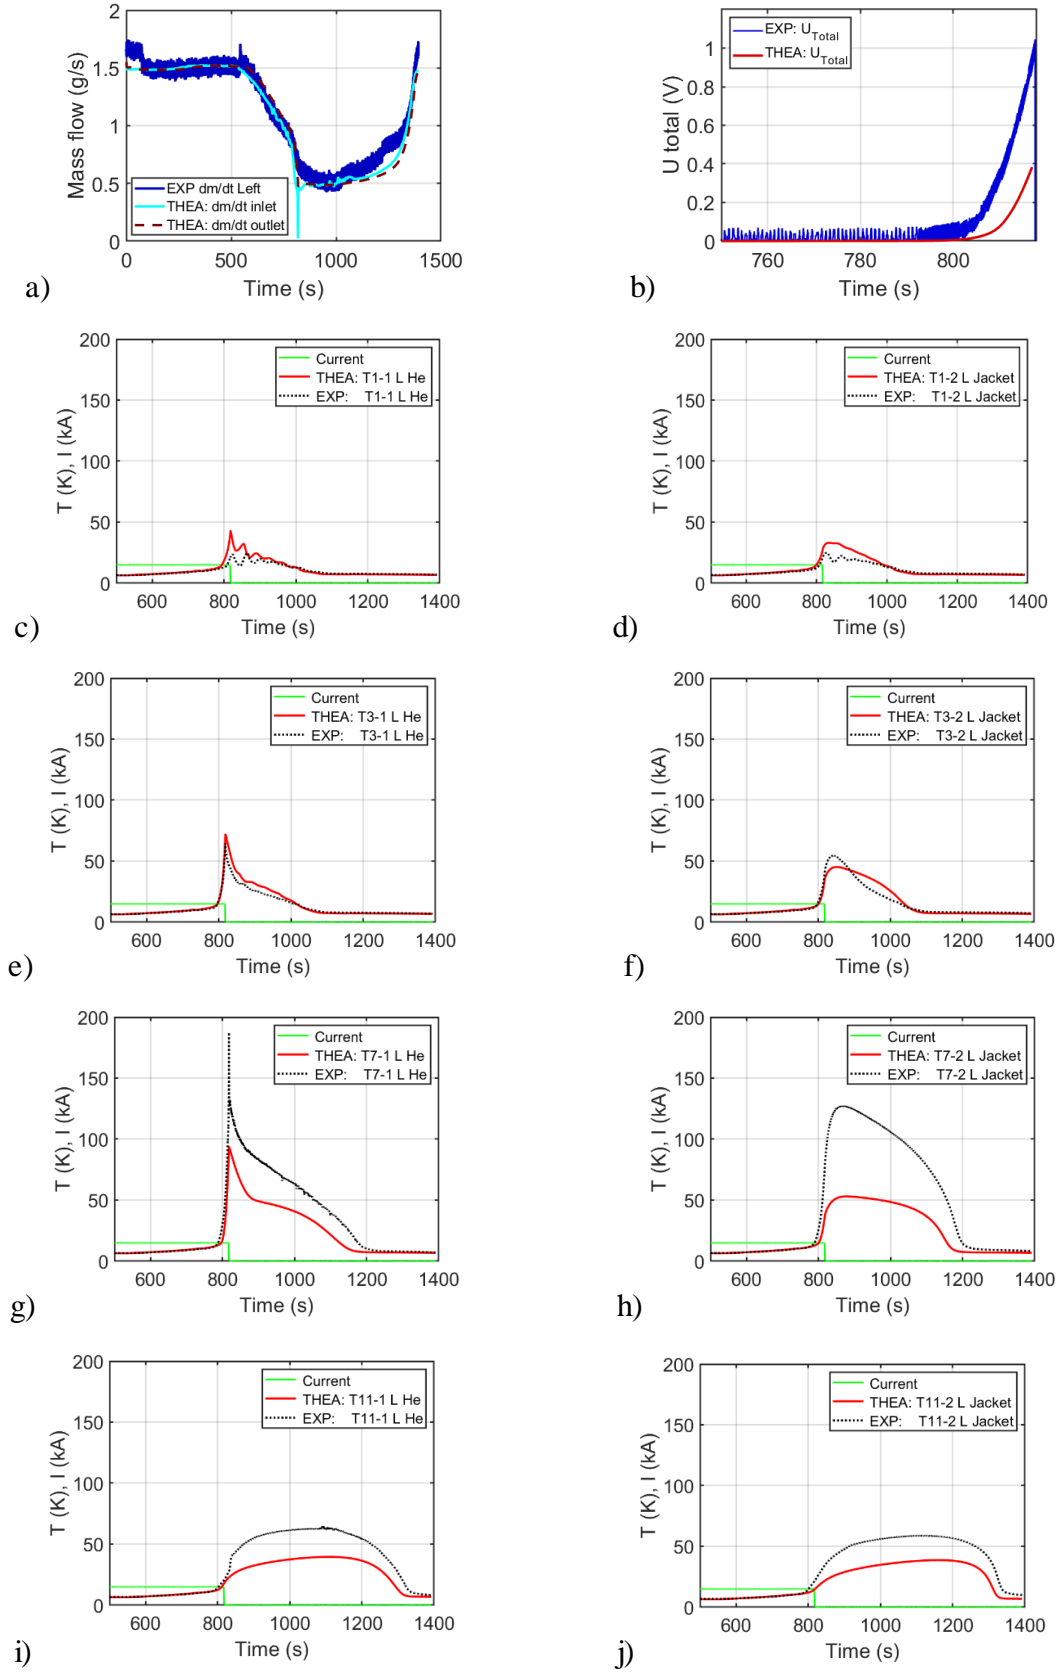 2
1.5
1
0.5
0
Mass flow (g/s)
EXP dm/dt Left
THEA: dm/dt inlet
THEA: dm/dt outlet
0 500 1000 1500
Time (s)
a)
1
0.8
0.6
0.4
0.2
0
U total (V)
EXP: U_Total
THEA: U_Total
760 780 800
Time (s)
b)
200
150
100
50
0
T (K), I (kA)
Current
THEA: T1-1 L He
EXP: T1-1 L He
600 800 1000 1200 1400
Time (s)
c)
200
150
100
50
0
T (K), I (kA)
Current
THEA: T1-2 L Jacket
EXP: T1-2 L Jacket
600 800 1000 1200 1400
Time (s)
d)
200
150
100
50
0
T (K), I (kA)
Current
THEA: T3-1 L He
EXP: T3-1 L He
600 800 1000 1200 1400
Time (s)
e)
200
150
100
50
0
T (K), I (kA)
Current
THEA: T3-2 L Jacket
EXP: T3-2 L Jacket
600 800 1000 1200 1400
Time (s)
f)
200
150
100
50
0
T (K), I (kA)
Current
THEA: T7-1 L He
EXP: T7-1 L He
600 800 1000 1200 1400
Time (s)
g)
200
150
100
50
0
T (K), I (kA)
Current
THEA: T7-2 L Jacket
EXP: T7-2 L Jacket
600 800 1000 1200 1400
Time (s)
h)
200
150
100
50
0
T (K), I (kA)
Current
THEA: T11-1 L He
EXP: T11-1 L He
600 800 1000 1200 1400
Time (s)
i)
200
150
100
50
0
T (K), I (kA)
Current
THEA: T11-2 L Jacket
EXP: T11-2 L Jacket
600 800 1000 1200 1400
Time (s)
j)